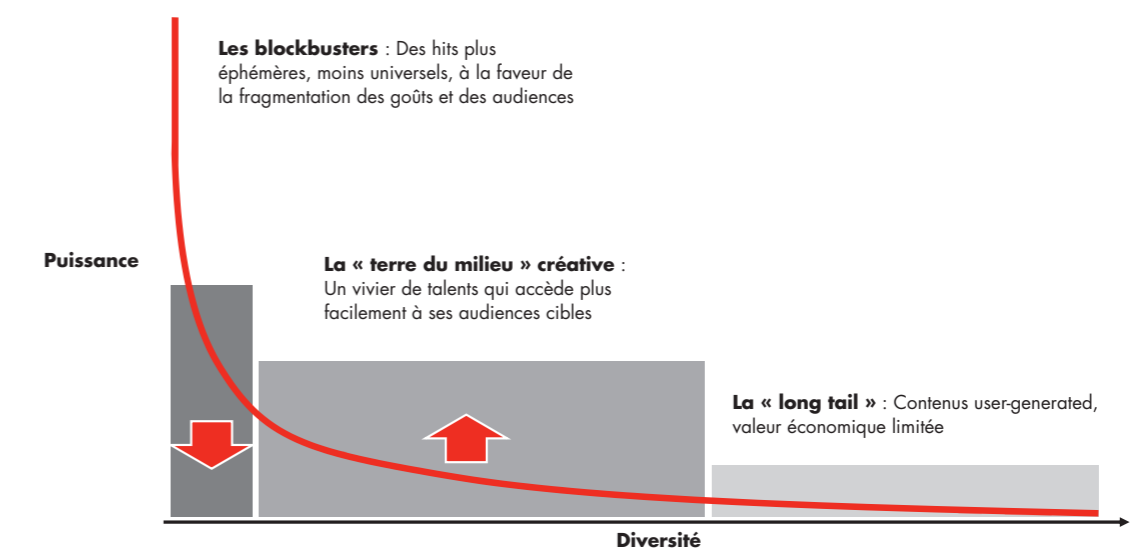 Les blockbusters : Des hits plus
éphémères, moins universels, à la faveur de
la fragmentation des goûts et des audiences
Puissance
La « terre du milieu » créative :
Un vivier de talents qui accède plus
facilement à ses audiences cibles
La « long tail » : Contenus user-generated,
valeur économique limitée
Diversité